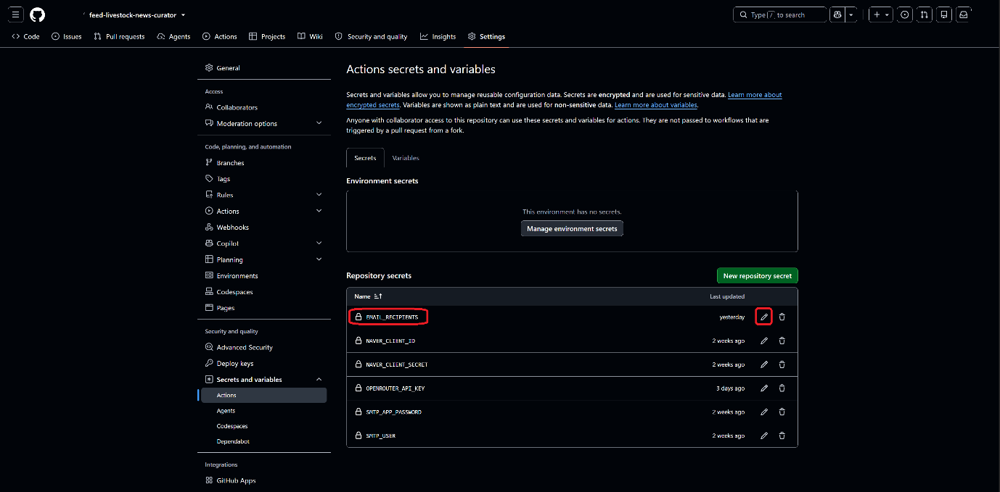 feed-livestock-news-curator
Type / to search
Code
Issues
Pull requests
Agents
Actions
Projects
Wiki
Security and quality
Insights
Settings
General
Access
Collaborators
Moderation options
Code, planning, and automation
Branches
Tags
Rules
Actions
Webhooks
Copilot
Planning
Environments
Codespaces
Pages
Security and quality
Advanced Security
Deploy keys
Secrets and variables
Actions
Agents
Codespaces
Dependabot
Integrations
GitHub Apps
Actions secrets and variables
Secrets and variables allow you to manage reusable configuration data. Secrets are encrypted and are used for sensitive data. Learn more about
encrypted secrets. Variables are shown as plain text and are used for non-sensitive data. Learn more about variables.
Anyone with collaborator access to this repository can use these secrets and variables for actions. They are not passed to workflows that are
triggered by a pull request from a fork.
Secrets
Variables
Environment secrets
This environment has no secrets.
Manage environment secrets
Repository secrets
New repository secret
Name
Last updated
EMAIL_RECIPIENTS yesterday
NAVER_CLIENT_ID 2 weeks ago
NAVER_CLIENT_SECRET 2 weeks ago
OPENROUTER_API_KEY 3 days ago
SMTP_APP_PASSWORD 2 weeks ago
SMTP_USER 2 weeks ago